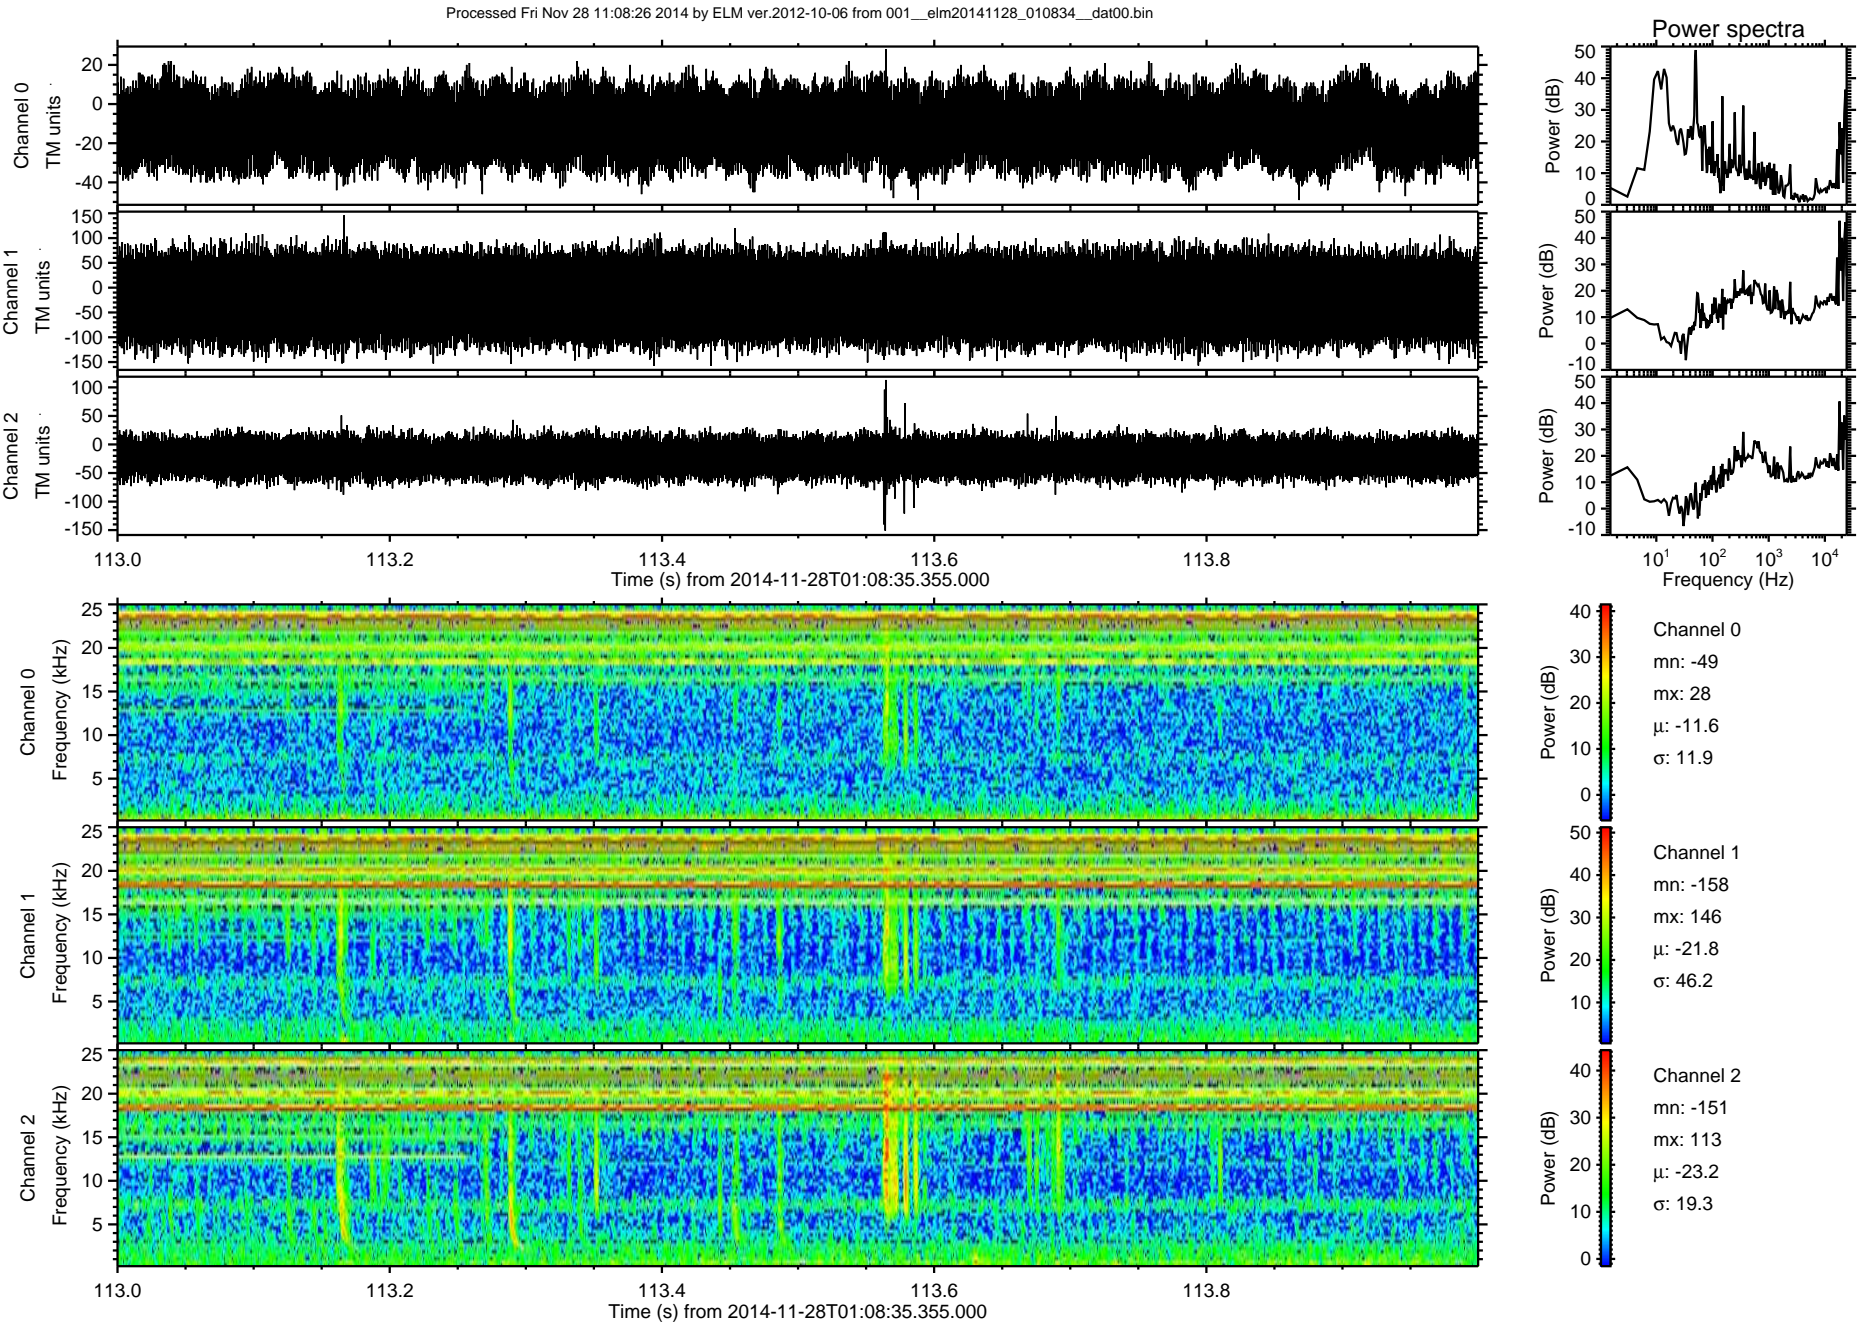 Processed Fri Nov 28 11:08:26 2014 by ELM ver.2012-10-06 from 001__elm20141128_010834__dat00.bin
Power spectra
Channel 0
TM units
20
0
-20
-40
Power (dB)
50
40
30
20
10
0
Channel 1
TM units
150
100
50
0
-50
-100
-150
Power (dB)
50
40
30
20
10
0
-10
Channel 2
TM units
100
50
0
-50
-100
-150
Power (dB)
50
40
30
20
10
0
-10
113.0 113.2 113.4 113.6 113.8
Time (s) from 2014-11-28T01:08:35.355.000
10¹ 10² 10³ 10⁴
Frequency (Hz)
Channel 0
Frequency (kHz)
25
20
15
10
5
Power (dB)
40
30
20
10
0
Channel 0
mn: -49
mx: 28
μ: -11.6
σ: 11.9
Channel 1
Frequency (kHz)
25
20
15
10
5
Power (dB)
50
40
30
20
10
Channel 1
mn: -158
mx: 146
μ: -21.8
σ: 46.2
Channel 2
Frequency (kHz)
25
20
15
10
5
Power (dB)
40
30
20
10
0
Channel 2
mn: -151
mx: 113
μ: -23.2
σ: 19.3
113.0 113.2 113.4 113.6 113.8
Time (s) from 2014-11-28T01:08:35.355.000